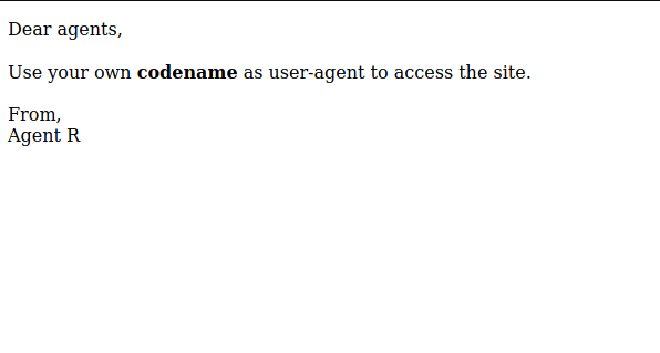 Dear agents,
Use your own codename as user-agent to access the site.
From,
Agent R